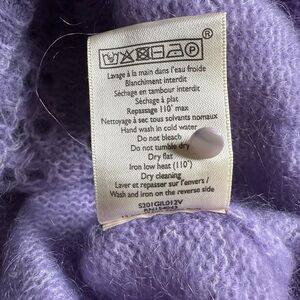 Lavage à la main dans l'eau froide
Blanchiment interdit
Séchage en tambour interdit
Séchage à plat
Repassage 110° max
Nettoyage à sec tous solvants nomaux
Hand wash in cold water
Do not bleach
Do not tumble dry
Dry flat
Iron low heat (110°)
Dry cleaning
Laver et repasser sur l'envers /
Wash and iron on the reverse side
S201GIL012V